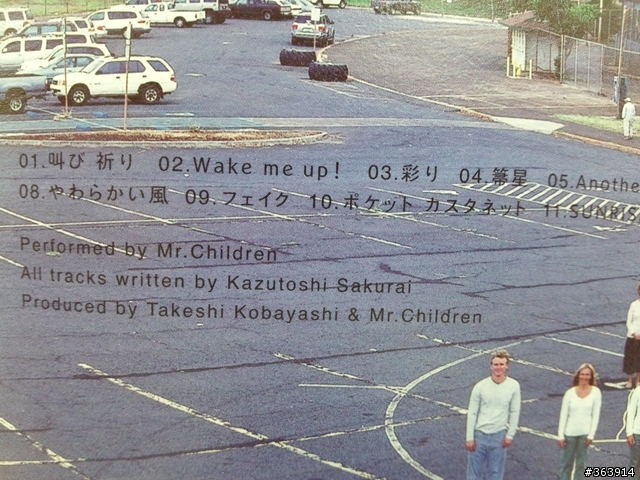 01.叫び 祈り 02.Wake me up! 03.彩り 04.箒星 05.Anothe
08.やわらかい風 09.フェイク 10.ポケット カスタネット 11.SUNRIS
Performed by Mr.Children
All tracks written by Kazutoshi Sakurai
Produced by Takeshi Kobayashi & Mr.Children
#363914